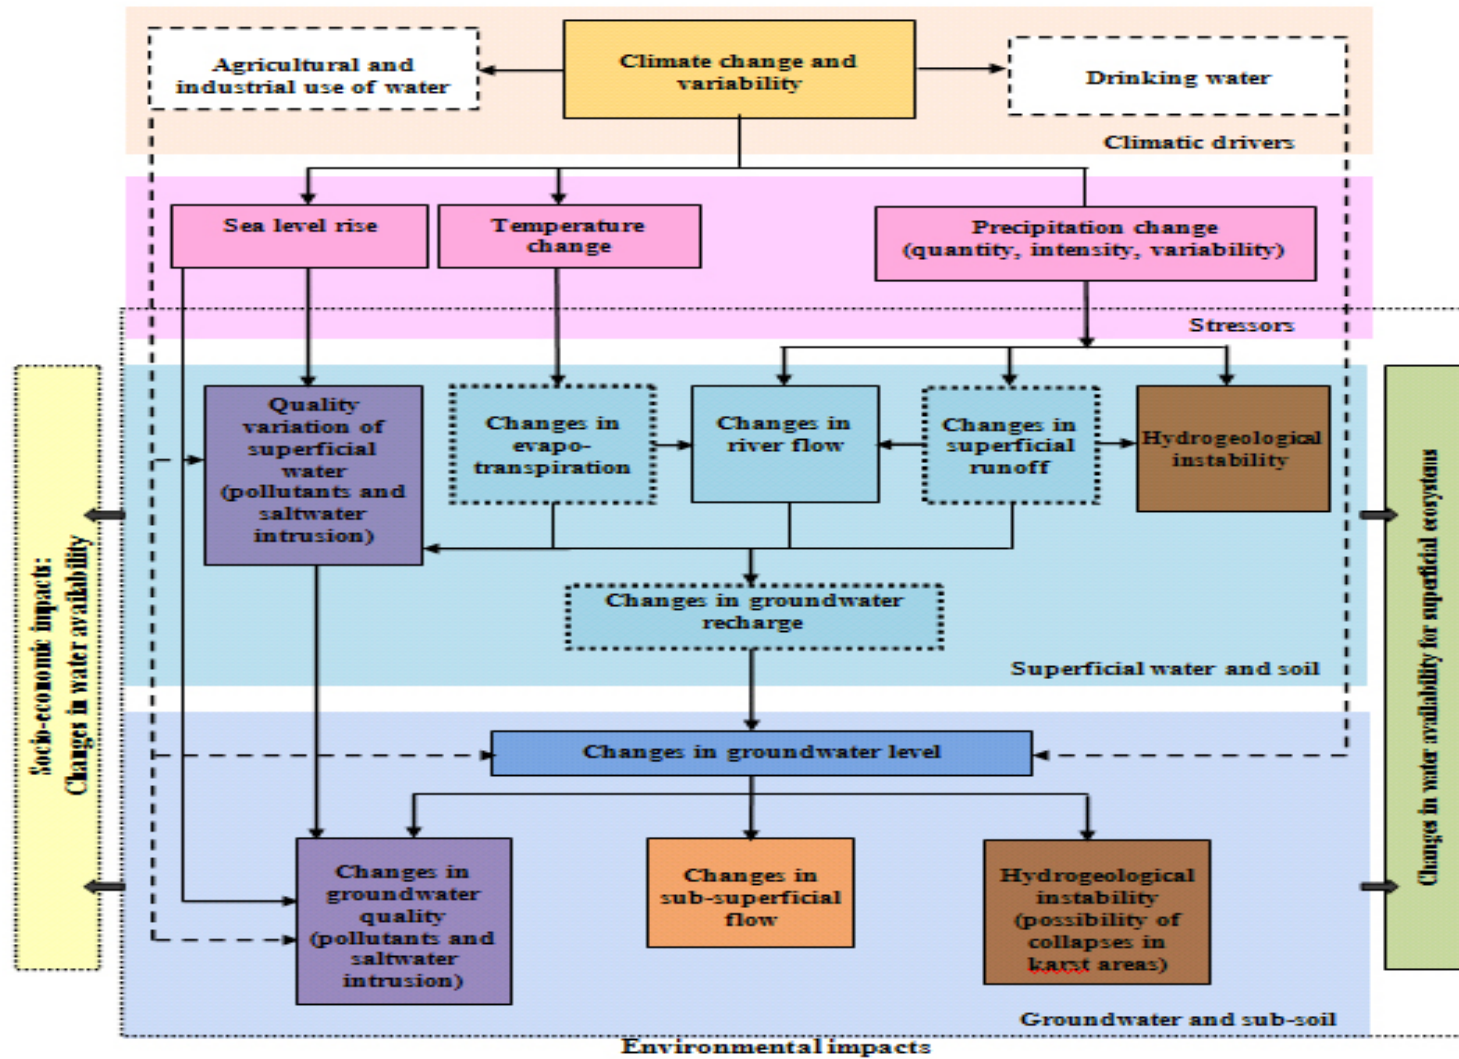 Agricultural and
industrial use of water
Climate change and
variability
Drinking water
Climatic drivers
Sea level rise
Temperature
change
Precipitation change
(quantity, intensity, variability)
Stressors
Quality
variation of
superficial
water
(pollutants and
saltwater
intrusion)
Changes in
evapo-
transpiration
Changes in
river flow
Changes in
superficial
runoff
Hydrogeological
instability
Changes in groundwater
recharge
Superficial water and soil
Changes in groundwater level
Changes in
groundwater
quality
(pollutants and
saltwater
intrusion)
Changes in
sub-superficial
flow
Hydrogeological
instability
(possibility of
collapses in
karst areas)
Groundwater and sub-soil
Environmental impacts
Socio-economic impacts:
Changes in water availability
Changes in water availability for superficial ecosystems